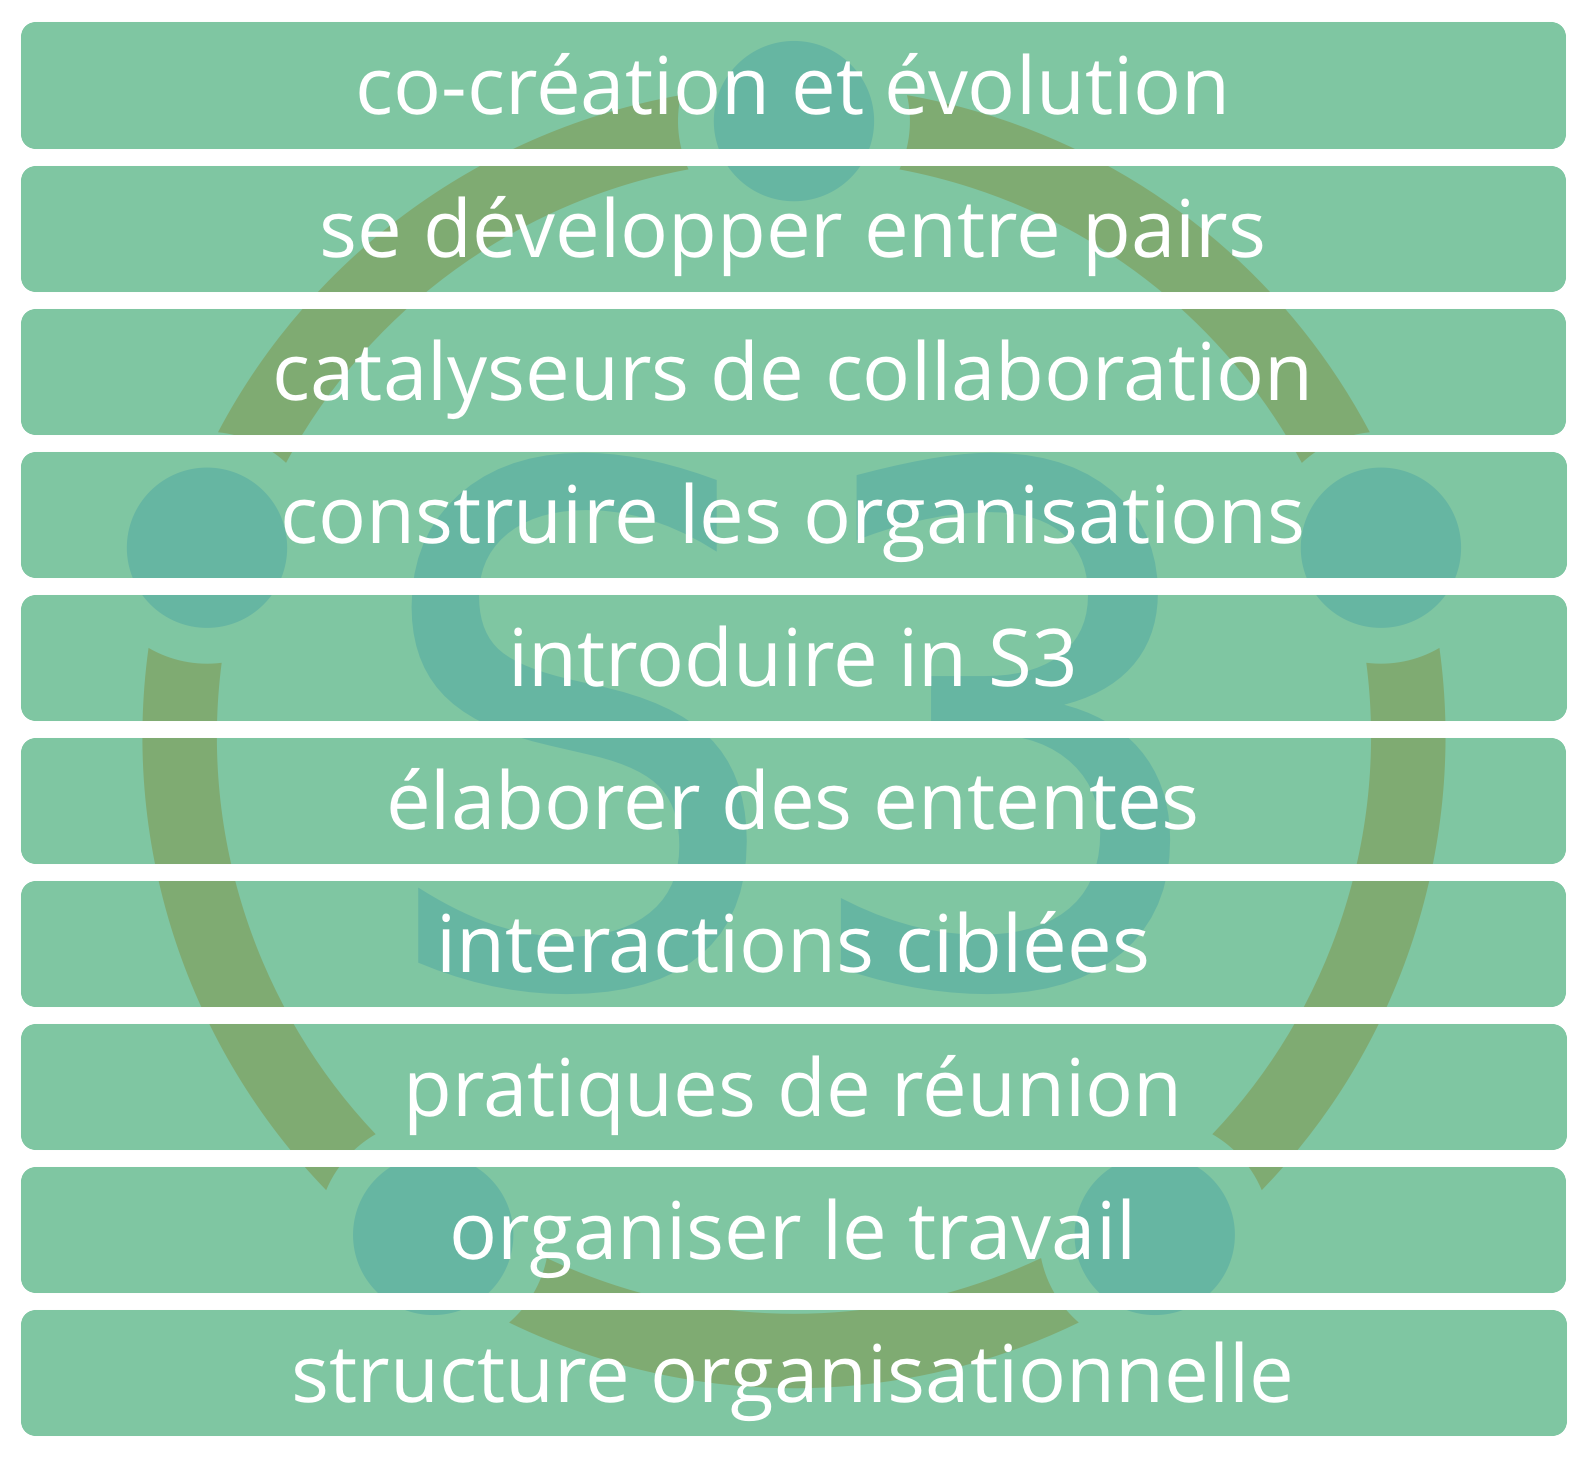 co-création et évolution
se développer entre pairs
catalyseurs de collaboration
construire les organisations
introduire in S3
élaborer des ententes
interactions ciblées
pratiques de réunion
organiser le travail
structure organisationnelle
S3